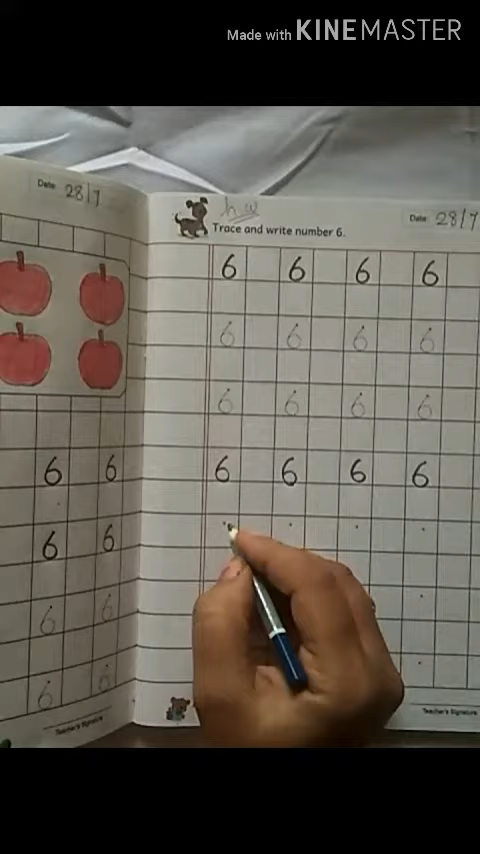 Made with KINEMASTER
Date: 28/7
h.w
Trace and write number 6.
Date: 28/7
6 6 6 6
6 6 6 6
6 6 6 6
6 6 6 6
6 6
6 6
6 6
6 6
Teacher's Signature
Teacher's Signature